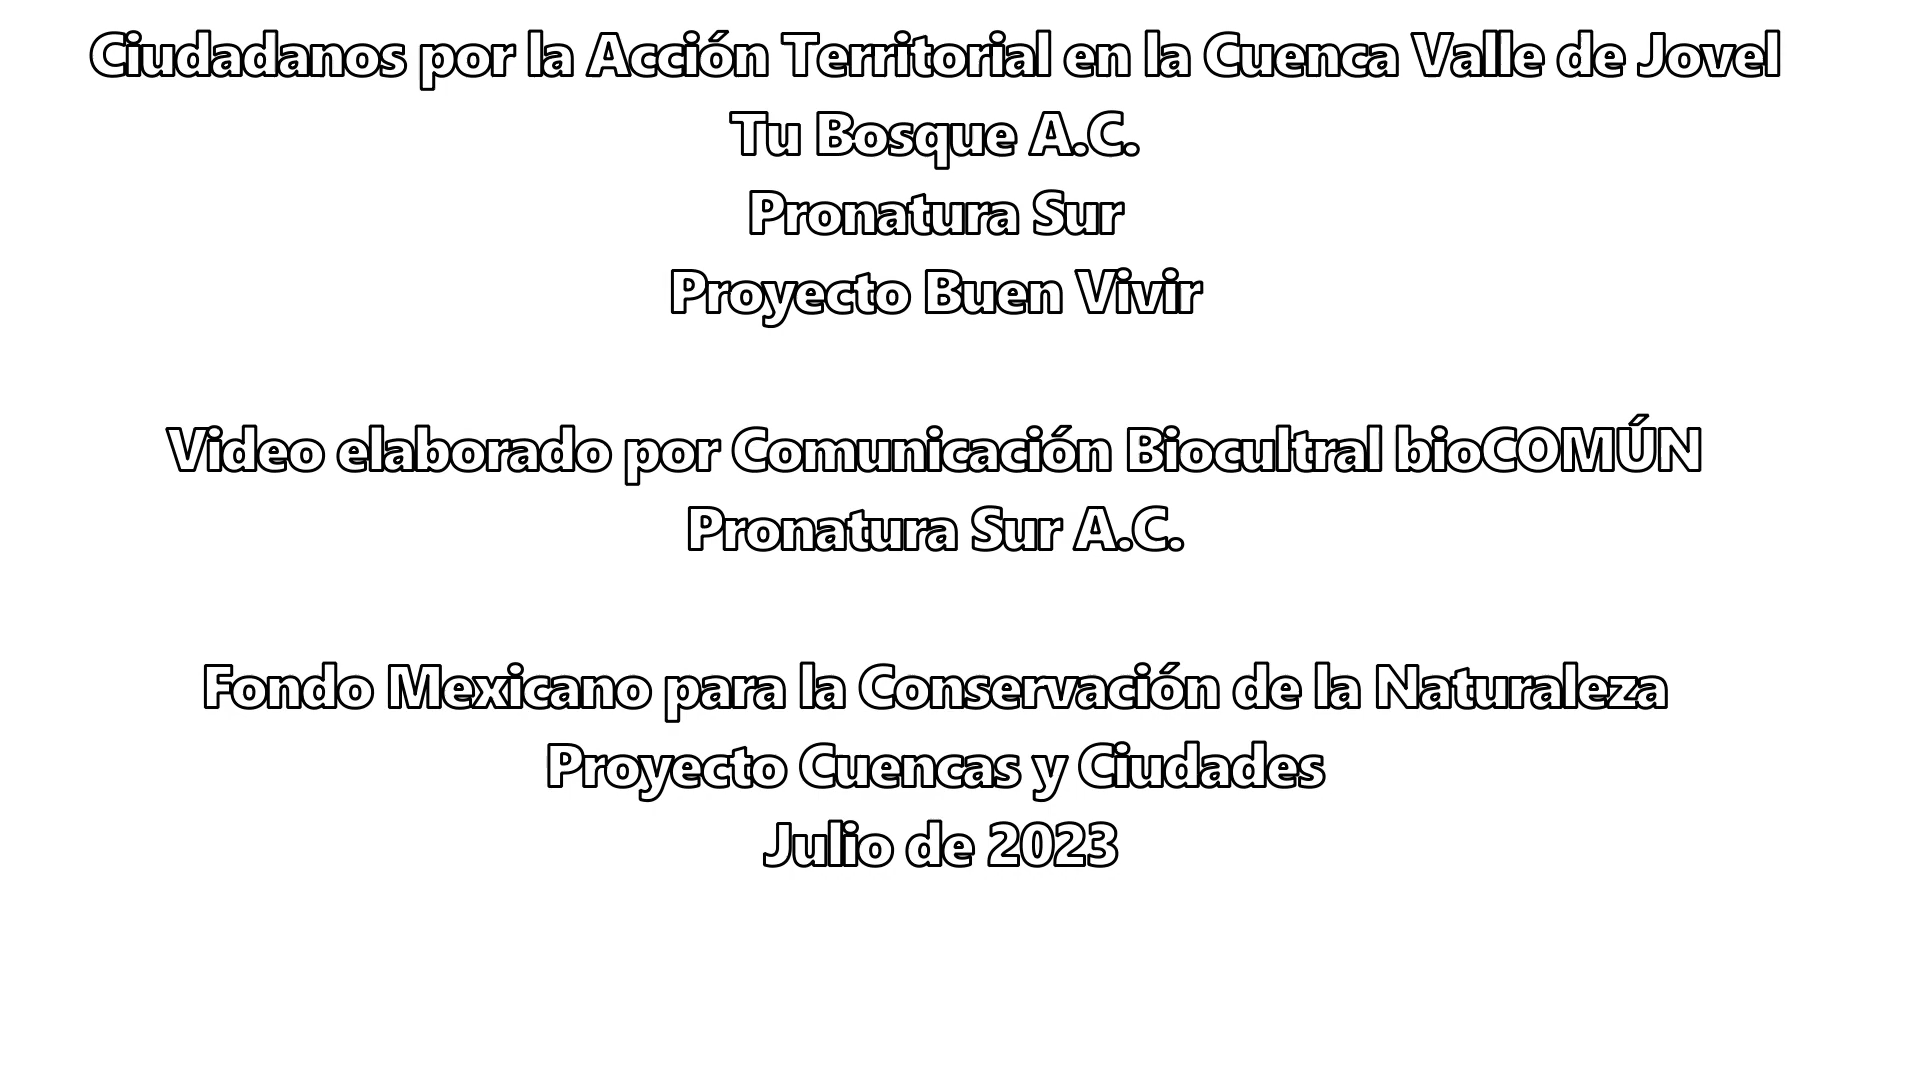 Ciudadanos por la Acción Territorial en la Cuenca Valle de Jovel
Tu Bosque A.C.
Pronatura Sur
Proyecto Buen Vivir
Video elaborado por Comunicación Biocultral bioCOMÚN
Pronatura Sur A.C.
Fondo Mexicano para la Conservación de la Naturaleza
Proyecto Cuencas y Ciudades
Julio de 2023